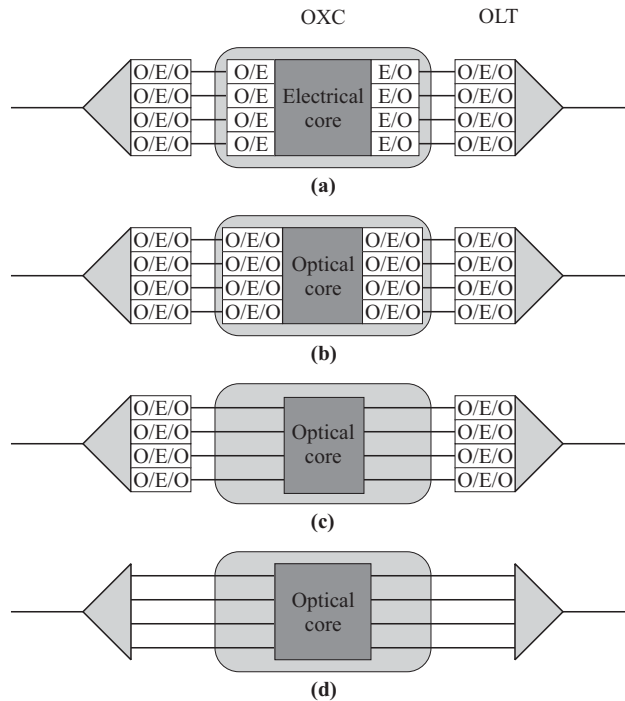 OXC OLT
O/E/O O/E E/O O/E/O
O/E/O O/E Electrical E/O O/E/O
O/E/O O/E core E/O O/E/O
O/E/O O/E E/O O/E/O
(a)
O/E/O O/E/O O/E/O O/E/O
O/E/O O/E/O Optical O/E/O O/E/O
O/E/O O/E/O core O/E/O O/E/O
O/E/O O/E/O O/E/O O/E/O
(b)
O/E/O O/E/O
O/E/O Optical O/E/O
O/E/O core O/E/O
O/E/O O/E/O
(c)
Optical
core
(d)